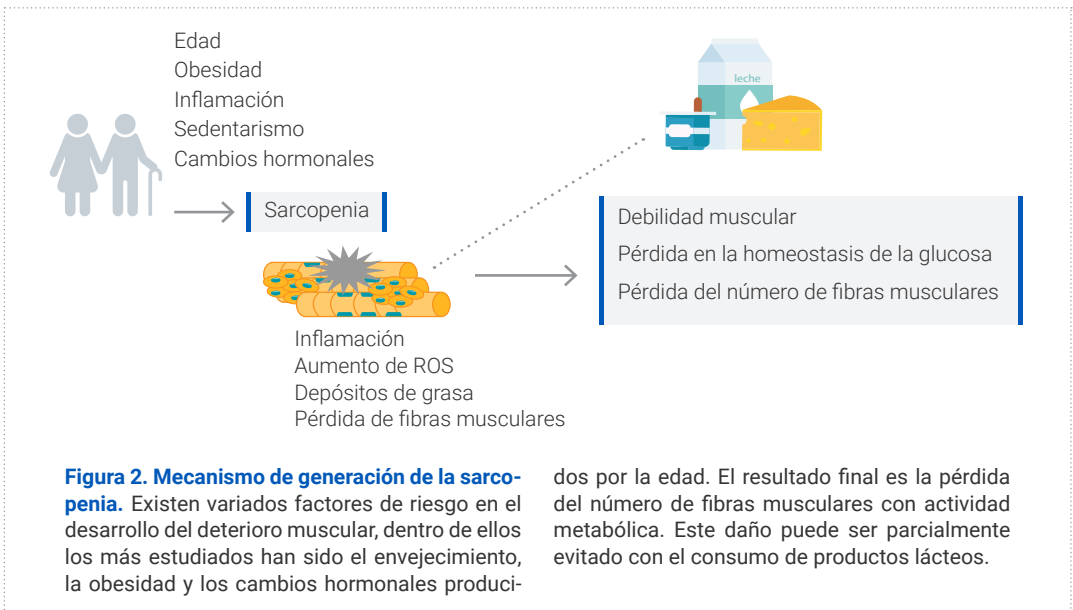 Edad
Obesidad
Inflamación
Sedentarismo
Cambios hormonales
leche
Sarcopenia
Debilidad muscular
Pérdida en la homeostasis de la glucosa
Pérdida del número de fibras musculares
Inflamación
Aumento de ROS
Depósitos de grasa
Pérdida de fibras musculares
Figura 2. Mecanismo de generación de la sarco-
penia. Existen variados factores de riesgo en el
desarrollo del deterioro muscular, dentro de ellos
los más estudiados han sido el envejecimiento,
la obesidad y los cambios hormonales produci-
dos por la edad. El resultado final es la pérdida
del número de fibras musculares con actividad
metabólica. Este daño puede ser parcialmente
evitado con el consumo de productos lácteos.